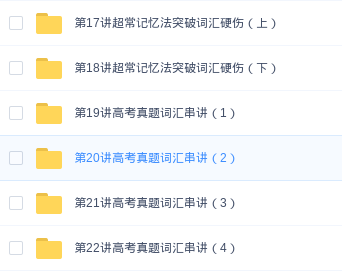 第17讲超常记忆法突破词汇硬伤（上）
第18讲超常记忆法突破词汇硬伤（下）
第19讲高考真题词汇串讲（1）
第20讲高考真题词汇串讲（2）
第21讲高考真题词汇串讲（3）
第22讲高考真题词汇串讲（4）